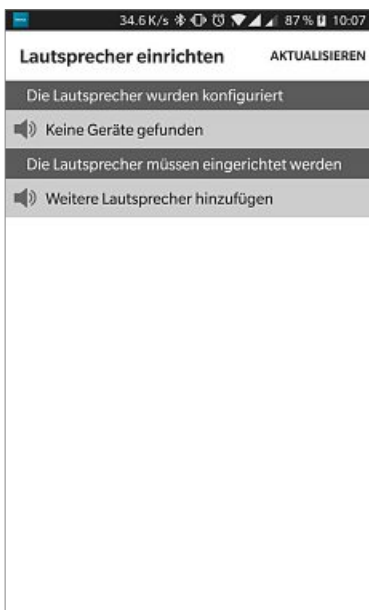 34.6 K/s 87 % 10:07
Lautsprecher einrichten AKTUALISIEREN
Die Lautsprecher wurden konfiguriert
Keine Geräte gefunden
Die Lautsprecher müssen eingerichtet werden
Weitere Lautsprecher hinzufügen